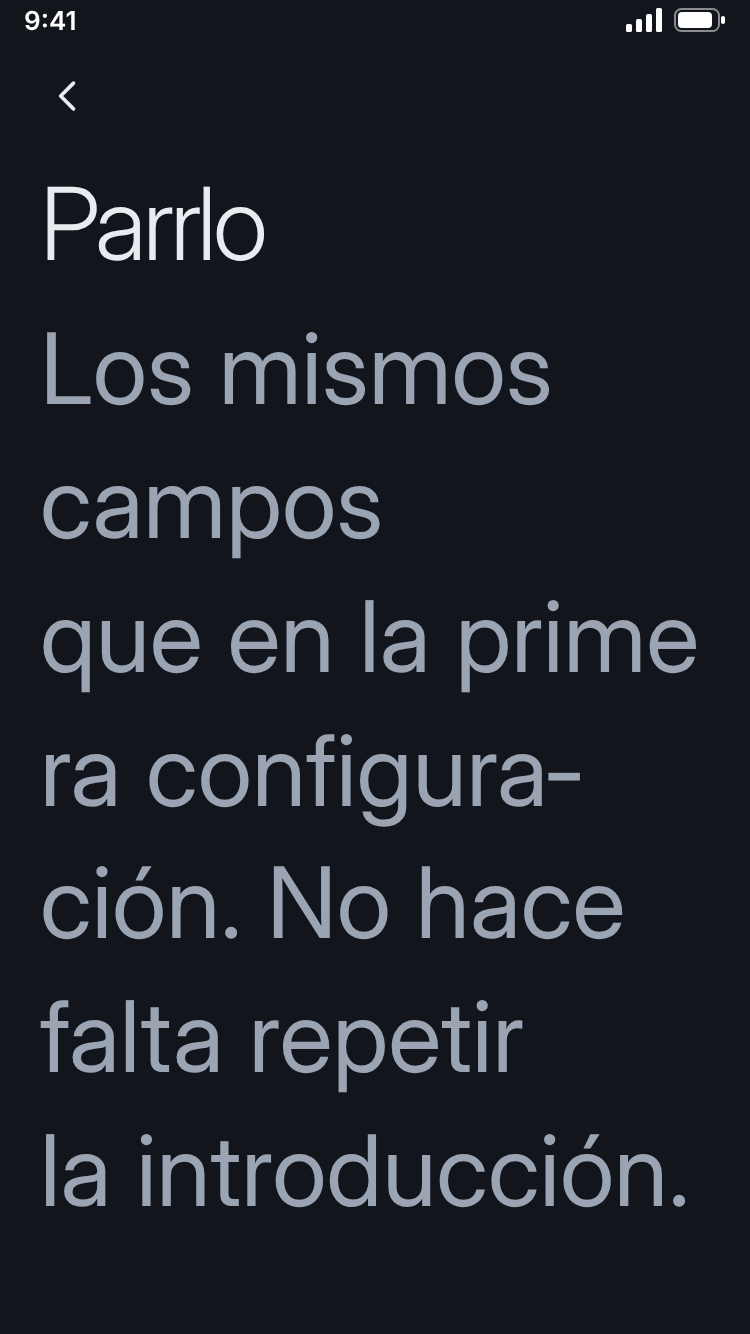 9:41
Parrlo
Los mismos
campos
que en la prime
ra configura-
ción. No hace
falta repetir
la introducción.